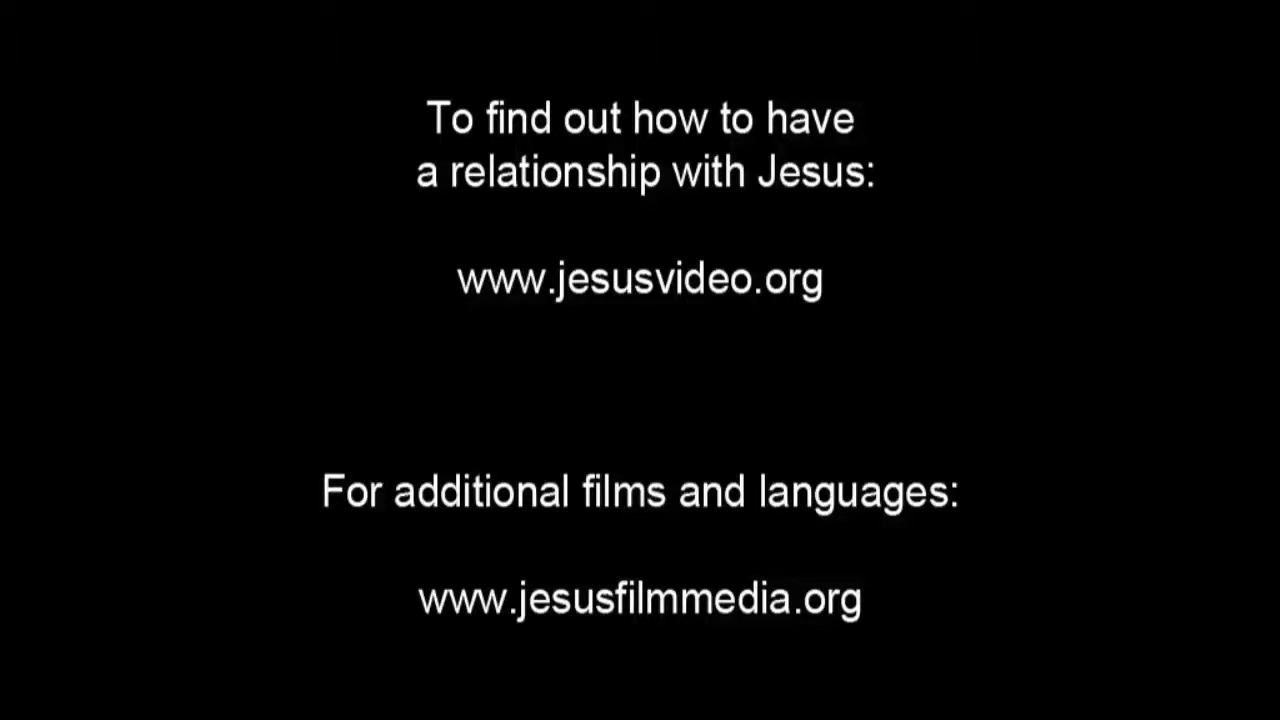 To find out how to have
a relationship with Jesus:
www.jesusvideo.org
For additional films and languages:
www.jesusfilmmedia.org